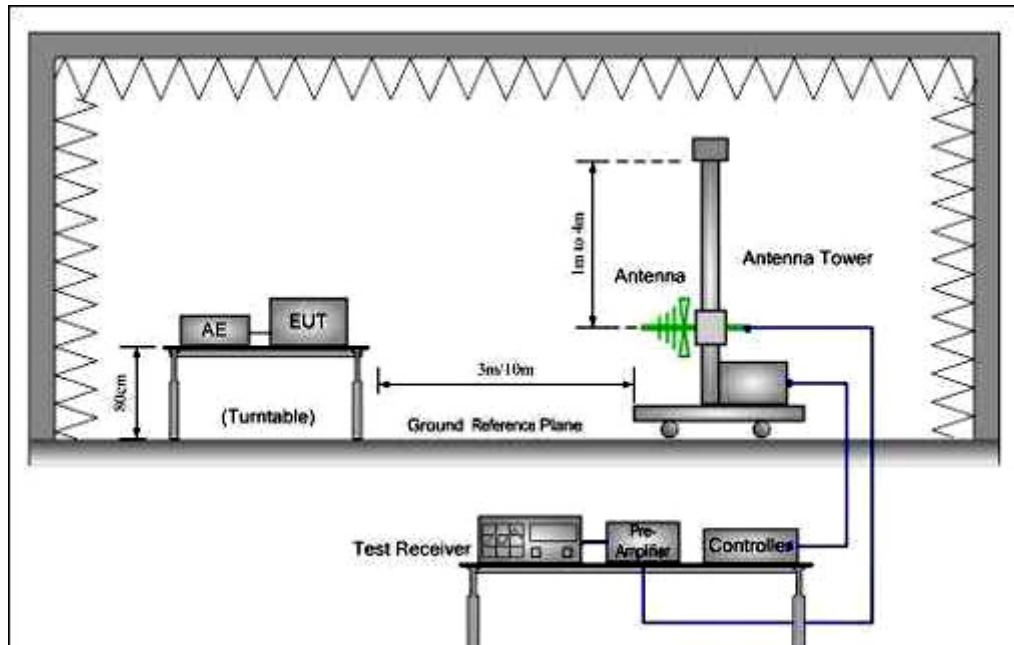 1m to 4m
Antenna
Antenna Tower
AE
EUT
80cm
3m/10m
(Turntable)
Ground Reference Plane
Test Receiver
Pre-
Amplifier
Controller